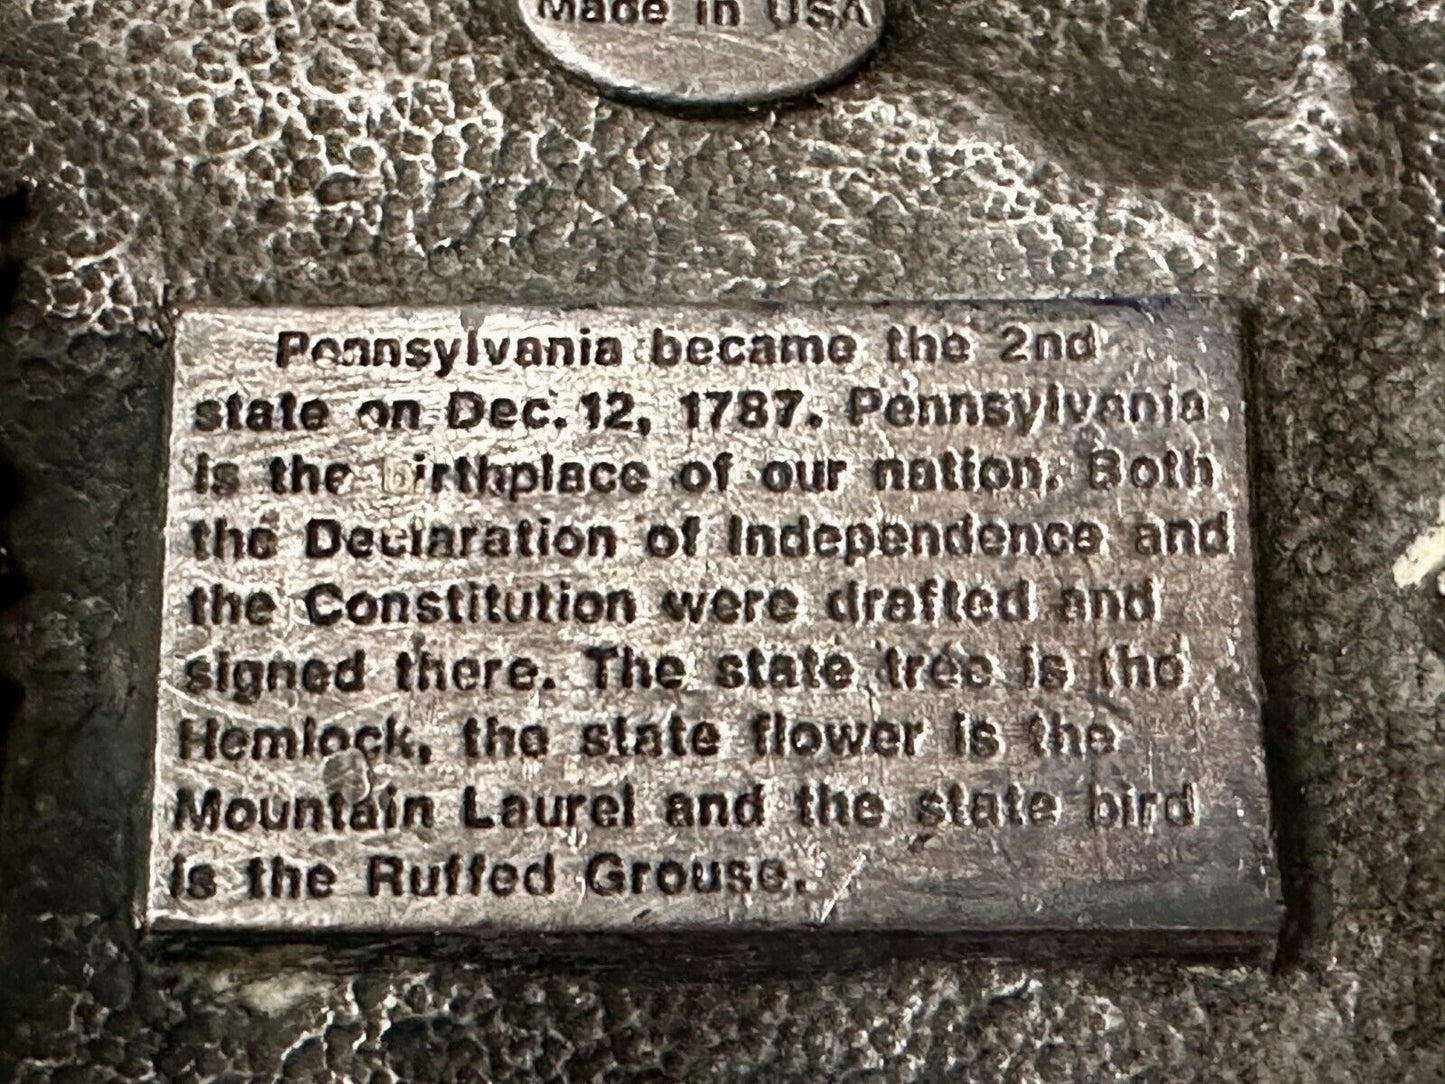 Made in USA
Pennsylvania became the 2nd
state on Dec. 12, 1787. Pennsylvania
is the birthplace of our nation. Both
the Declaration of Independence and
the Constitution were drafted and
signed there. The state tree is the
Hemlock, the state flower is the
Mountain Laurel and the state bird
is the Ruffed Grouse.